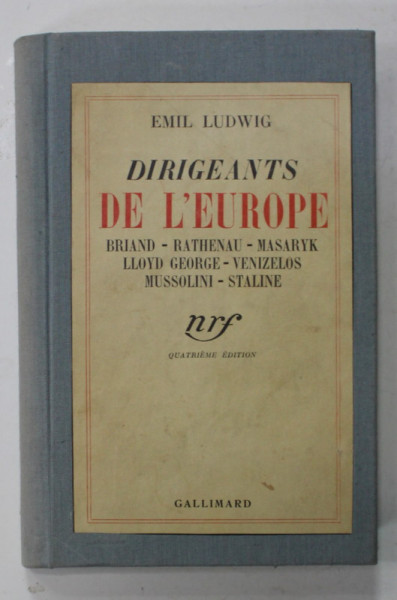 EMIL LUDWIG
DIRIGEANTS
DE L'EUROPE
BRIAND - RATHENAU - MASARYK
LLOYD GEORGE - VENIZELOS
MUSSOLINI - STALINE
nrf
QUATRIÈME ÉDITION
GALLIMARD